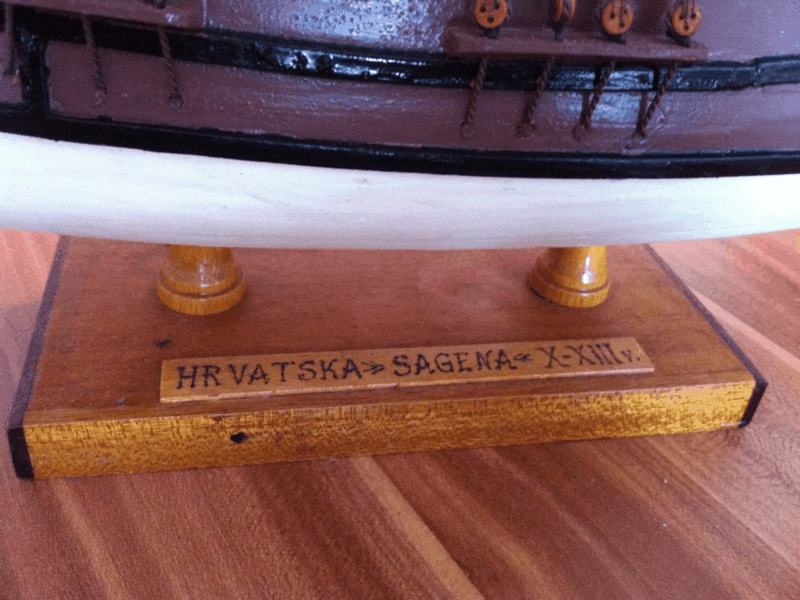 HRVATSKA» SAGENA« X-XIII v.